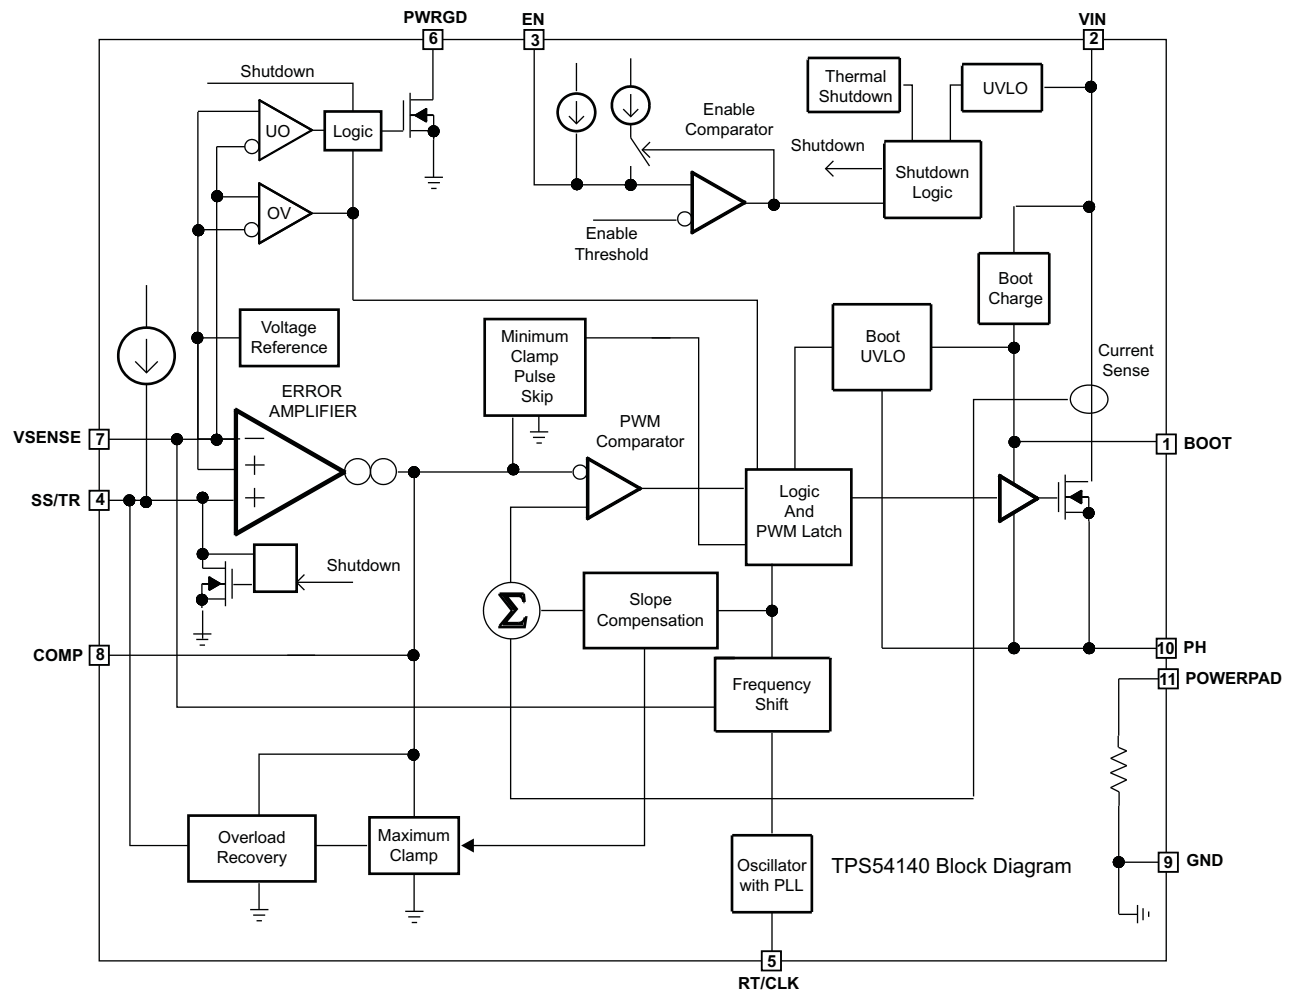 PWRGD
EN
VIN
6
3
2
Shutdown
Thermal
Shutdown
UVLO
UO
Logic
Enable
Comparator
Shutdown
Shutdown
Logic
OV
Enable
Threshold
Boot
Charge
Voltage
Reference
Minimum
Clamp
Pulse
Skip
Boot
UVLO
Current
Sense
ERROR
AMPLIFIER
PWM
Comparator
VSENSE 7
1 BOOT
−
+
+
SS/TR 4
Logic
And
PWM Latch
Shutdown
Σ
Slope
Compensation
COMP 8
10 PH
11 POWERPAD
Frequency
Shift
Overload
Recovery
Maximum
Clamp
Oscillator
with PLL
TPS54140 Block Diagram
9 GND
5
RT/CLK